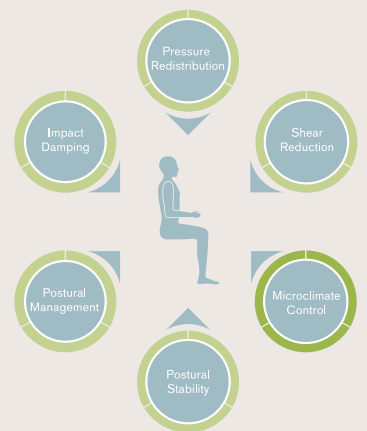 Pressure
Redistribution
Impact
Damping
Shear
Reduction
Postural
Management
Microclimate
Control
Postural
Stability